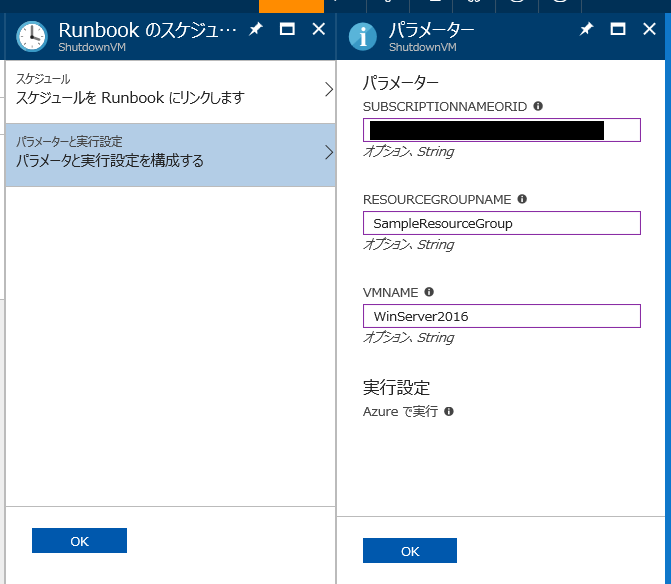 Runbook のスケジュ…
ShutdownVM
スケジュール
スケジュールを Runbook にリンクします
パラメーターと実行設定
パラメータと実行設定を構成する
OK
パラメーター
ShutdownVM
パラメーター
SUBSCRIPTIONNAMEORID
オプション、String
RESOURCEGROUPNAME
SampleResourceGroup
オプション、String
VMNAME
WinServer2016
オプション、String
実行設定
Azure で実行
OK